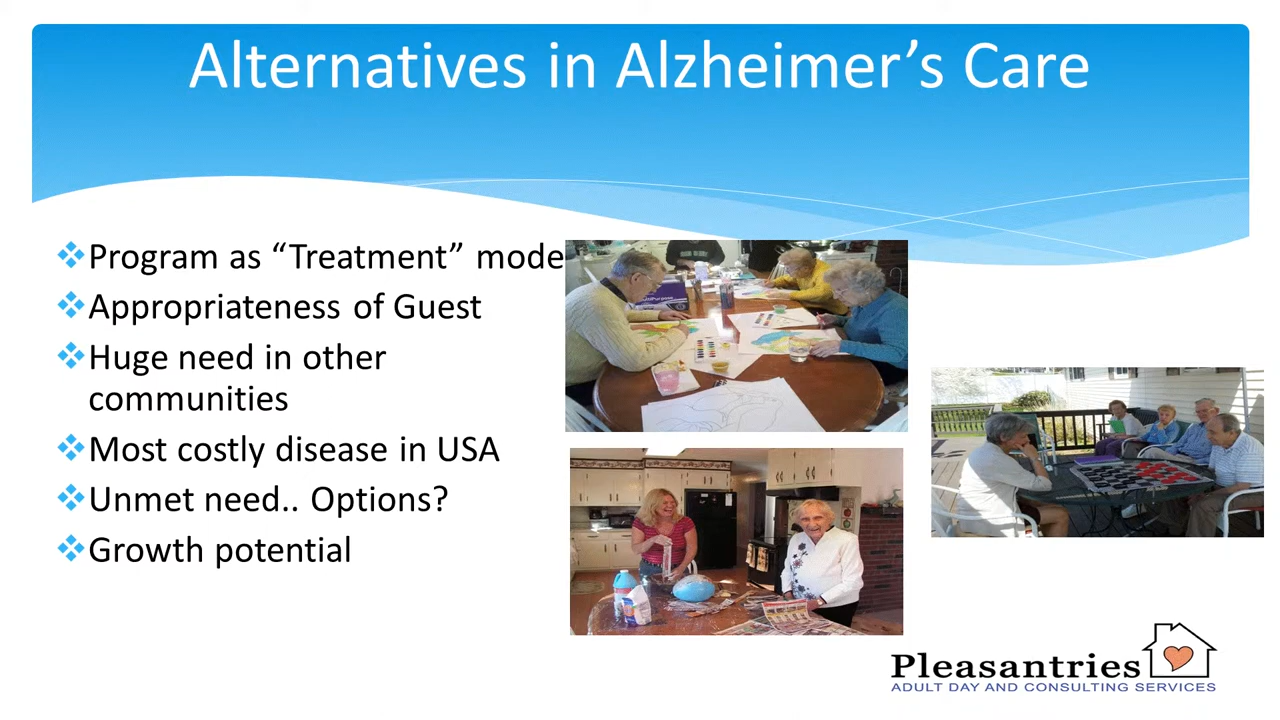 Alternatives in Alzheimer’s Care
❖Program as “Treatment” mode
❖Appropriateness of Guest
❖Huge need in other
communities
❖Most costly disease in USA
❖Unmet need.. Options?
❖Growth potential
Pleasantries
ADULT DAY AND CONSULTING SERVICES